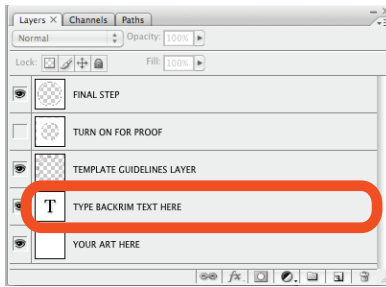 Layers × Channels Paths
Normal Opacity: 100%
Lock: Fill: 100%
FINAL STEP
TURN ON FOR PROOF
TEMPLATE GUIDELINES LAYER
T TYPE BACKRIM TEXT HERE
YOUR ART HERE
fx